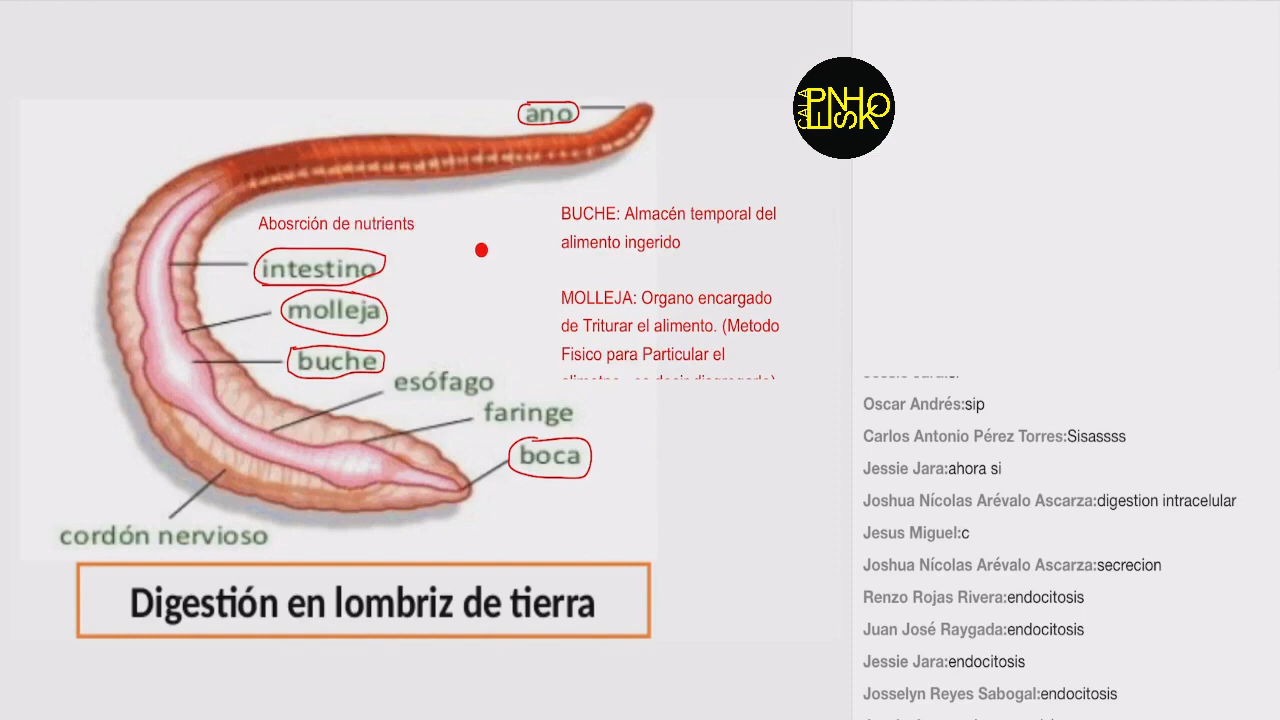 ano
Abosrción de nutrients
intestino
molleja
buche
esófago
faringe
boca
cordón nervioso
Digestión en lombriz de tierra
BUCHE: Almacén temporal del
alimento ingerido
MOLLEJA: Organo encargado
de Triturar el alimento. (Metodo
Fisico para Particular el
Oscar Andrés:sip
Carlos Antonio Pérez Torres:Sisassss
Jessie Jara:ahora si
Joshua Nícolas Arévalo Ascarza:digestion intracelular
Jesus Miguel:c
Joshua Nícolas Arévalo Ascarza:secrecion
Renzo Rojas Rivera:endocitosis
Juan José Raygada:endocitosis
Jessie Jara:endocitosis
Josselyn Reyes Sabogal:endocitosis